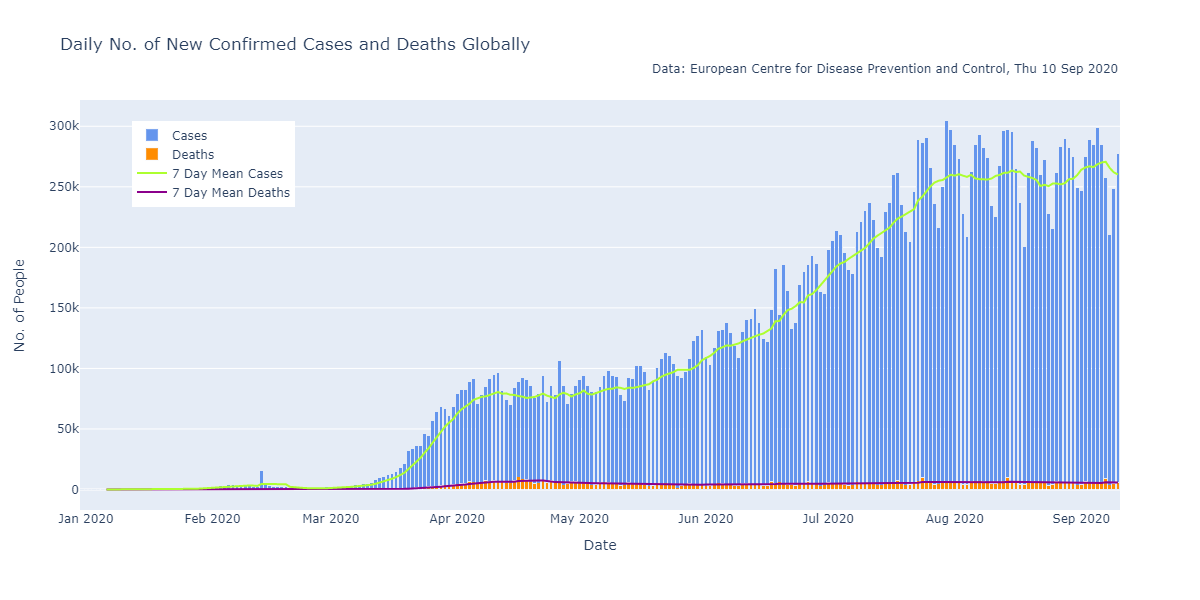 Daily No. of New Confirmed Cases and Deaths Globally
Data: European Centre for Disease Prevention and Control, Thu 10 Sep 2020
Cases
Deaths
7 Day Mean Cases
7 Day Mean Deaths
300k
250k
200k
150k
100k
50k
0
No. of People
Jan 2020
Feb 2020
Mar 2020
Apr 2020
May 2020
Jun 2020
Jul 2020
Aug 2020
Sep 2020
Date